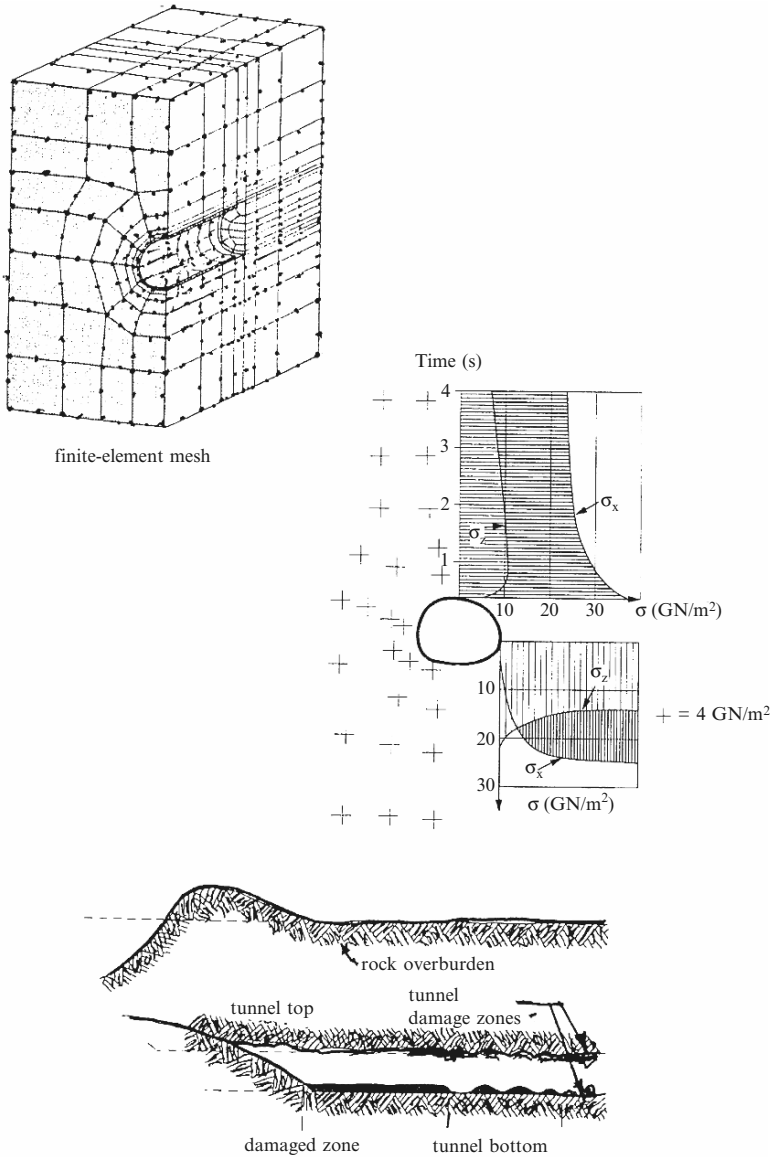 finite-element mesh
Time (s)
4
3
2
1
σz
σx
10 20 30 σ (GN/m²)
10
20
30
σz
σx
σ (GN/m²)
+ = 4 GN/m²
rock overburden
tunnel top
tunnel
damage zones
damaged zone
tunnel bottom